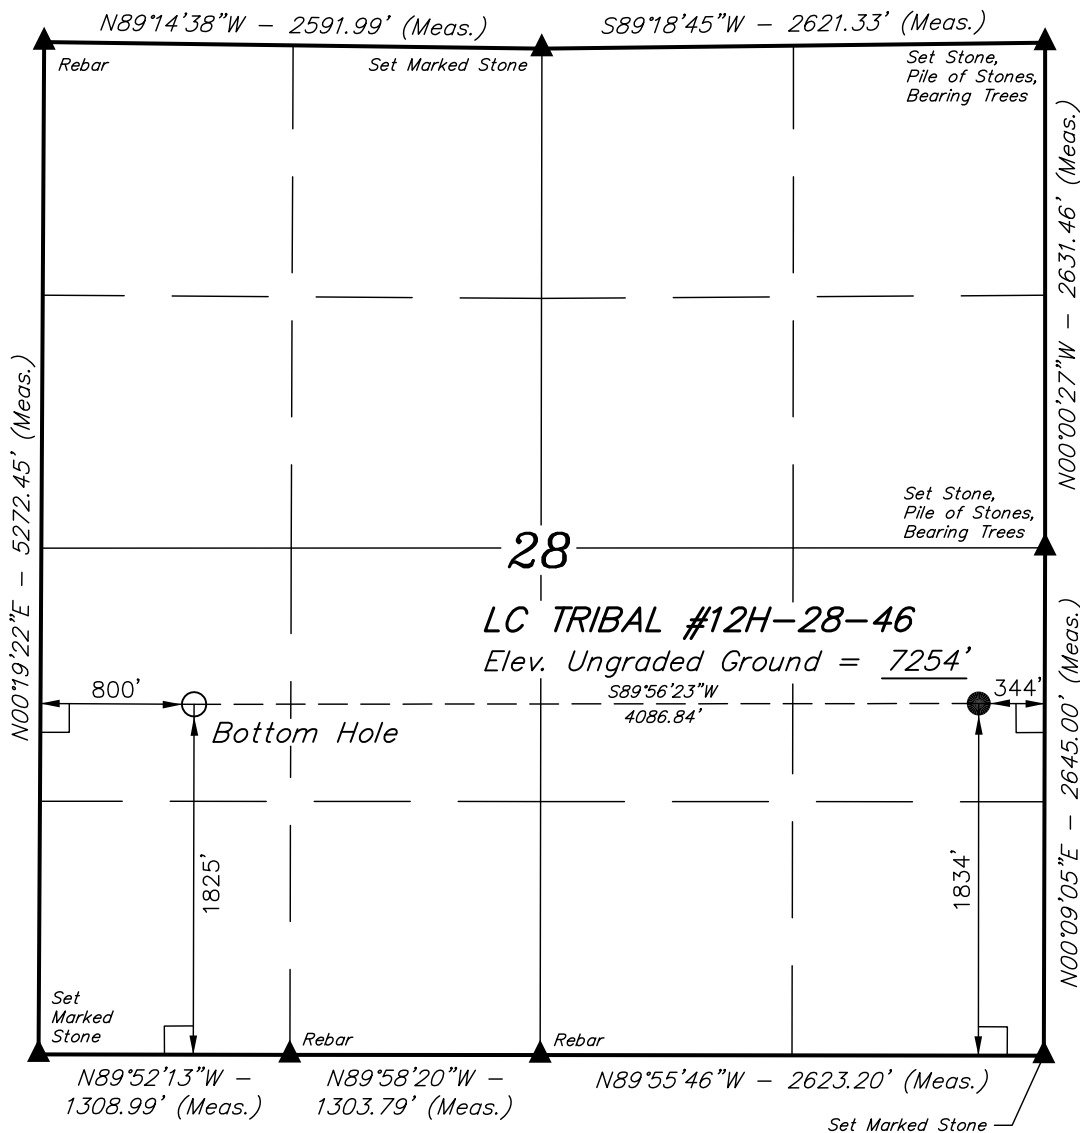 N89°14'38"W - 2591.99' (Meas.)
S89°18'45"W - 2621.33' (Meas.)
Rebar
Set Marked Stone
Set Stone,
Pile of Stones,
Bearing Trees
N00°00'27"W - 2631.46' (Meas.)
N00°19'22"E - 5272.45' (Meas.)
Set Stone,
Pile of Stones,
Bearing Trees
28
LC TRIBAL #12H-28-46
Elev. Ungraded Ground = 7254'
800'
S89°56'23"W
4086.84'
344'
Bottom Hole
N00°09'05"E - 2645.00' (Meas.)
1825'
1834'
Set
Marked
Stone
Rebar
Rebar
N89°52'13"W -
1308.99' (Meas.)
N89°58'20"W -
1303.79' (Meas.)
N89°55'46"W - 2623.20' (Meas.)
Set Marked Stone